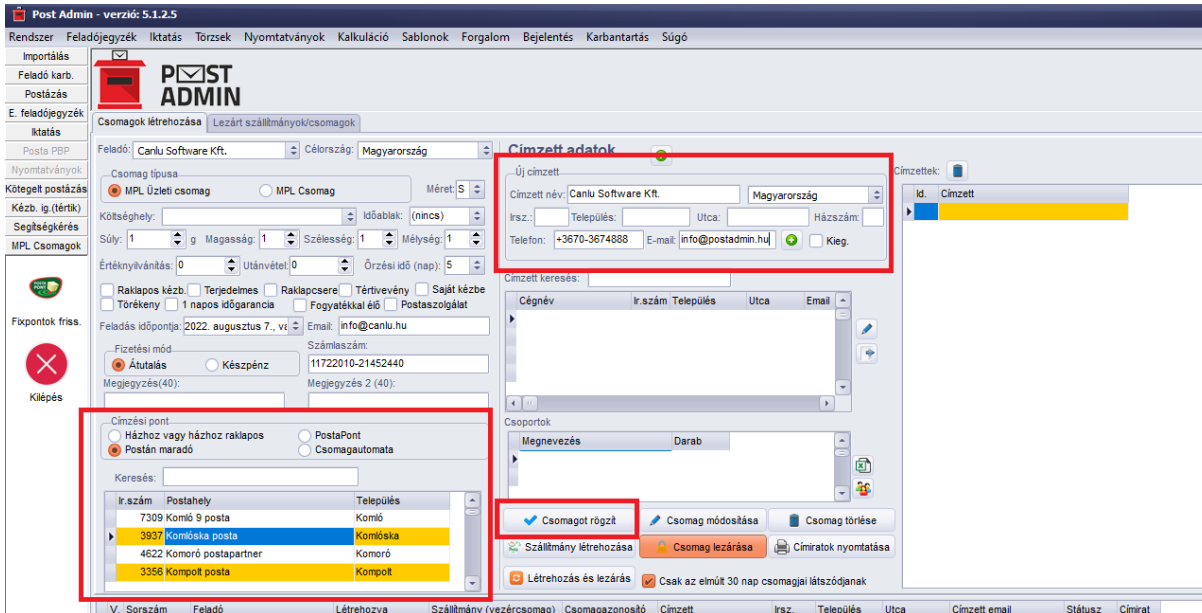 Post Admin - verzió: 5.1.2.5
Rendszer Feladójegyzék Iktatás Törzsek Nyomtatványok Kalkuláció Sablonok Forgalom Bejelentés Karbantartás Súgó
Importálás
Feladó karb.
Postázás
E. feladójegyzék
Iktatás
Posta PBP
Nyomtatványok
Kötegelt postázás
Kézb. ig.(tértik)
Segítségkérés
MPL Csomagok
Fixpontok friss.
Kilépés
POST
ADMIN
Csomagok létrehozása Lezárt szállítmányok/csomagok
Feladó: Canlu Software Kft. Célország: Magyarország
Csomag típusa
MPL Üzleti csomag MPL Csomag Méret: S
Költséghely: Időablak: (nincs)
Súly: 1 g Magasság: 1 Szélesség: 1 Mélység: 1
Értéknyilvánítás: 0 Utánvétel: 0 Őrzési idő (nap): 5
Raklapos kézb. Terjedelmes Raklapcsere Tértivevény Saját kézbe
Törékeny 1 napos időgarancia Fogyatékkal élő Postaszolgálat
Feladás időpontja: 2022. augusztus 7., va Email: info@canlu.hu
Fizetési mód Számlaszám:
Átutalás Készpénz 11722010-21452440
Megjegyzés(40): Megjegyzés 2 (40):
Címzési pont
Házhoz vagy házhoz raklapos PostaPont
Postán maradó Csomagautomata
Keresés:
Ir.szám Postahely Település
7309 Komló 9 posta Komló
3937 Komlóska posta Komlóska
4622 Komoró postapartner Komoró
3356 Kompolt posta Kompolt
Címzett adatok
Új címzett
Címzett név: Canlu Software Kft. Magyarország
Irsz.: Település: Utca: Házszám:
Telefon: +3670-3674888 E-mail: info@postadmin.hu Kieg.
Címzett keresés:
Cégnév Ir.szám Település Utca Email
Csoportok
Megnevezés Darab
Csomagot rögzít Csomag módosítása Csomag törlése
Szállítmány létrehozása Csomag lezárása Címiratok nyomtatása
Létrehozás és lezárás Csak az elmúlt 30 nap csomagjai látszódjanak
Címzettek:
Id. Címzett
V. Sorszám Feladó Létrehozva Szállítmány (vezércsomag) Csomagazonosító Címzett Irsz. Település Utca Címzett email Státusz Címirat